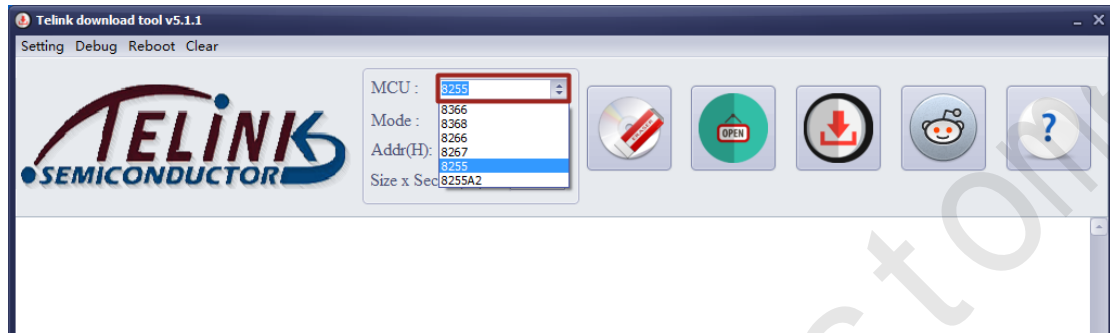 Telink download tool v5.1.1
Setting Debug Reboot Clear
TELINK
SEMICONDUCTOR
MCU : 8255
8366
8368
8266
8267
8255
8255A2
Mode :
Addr(H):
Size x Sec
OPEN
?